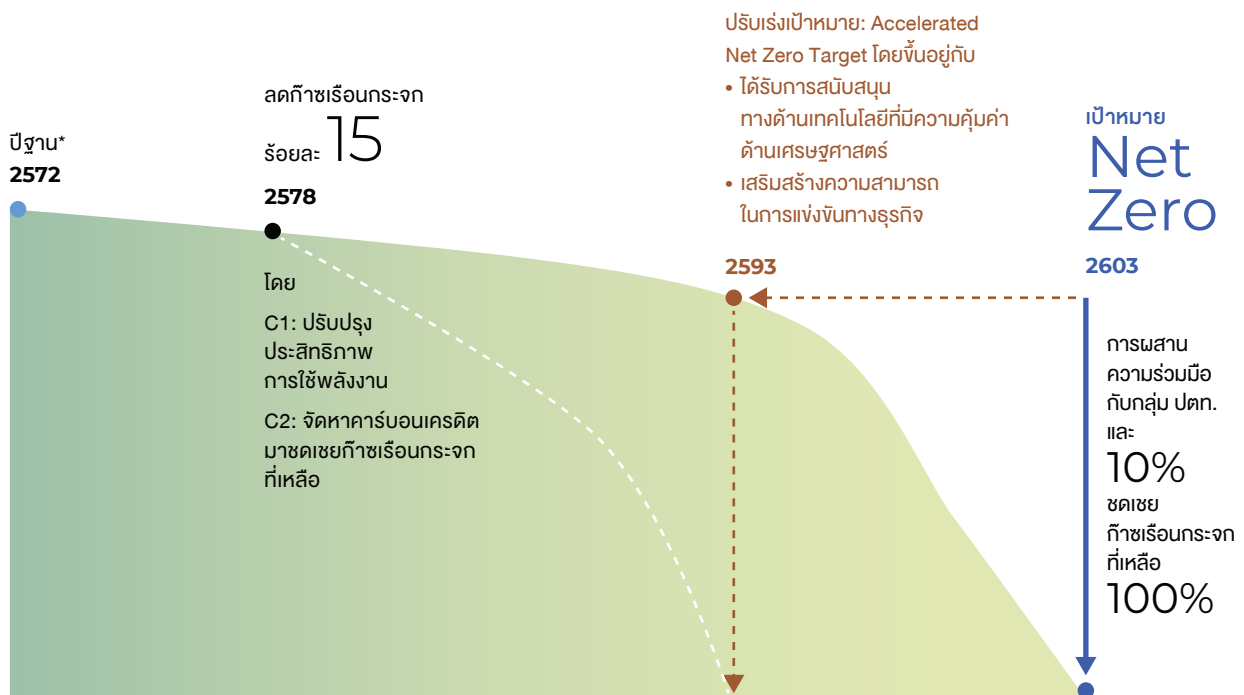 ปีฐาน*
2572
ลดก๊าซเรือนกระจก
ร้อยละ 15
2578
โดย
C1: ปรับปรุง
ประสิทธิภาพ
การใช้พลังงาน
C2: จัดหาคาร์บอนเครดิต
มาชดเชยก๊าซเรือนกระจก
ที่เหลือ
ปรับเร่งเป้าหมาย: Accelerated
Net Zero Target โดยขึ้นอยู่กับ
• ได้รับการสนับสนุน
ทางด้านเทคโนโลยีที่มีความคุ้มค่า
ด้านเศรษฐศาสตร์
• เสริมสร้างความสามารถ
ในการแข่งขันทางธุรกิจ
2593
เป้าหมาย
Net
Zero
2603
การผสาน
ความร่วมมือ
กับกลุ่ม ปตท.
และ
10%
ชดเชย
ก๊าซเรือนกระจก
ที่เหลือ
100%